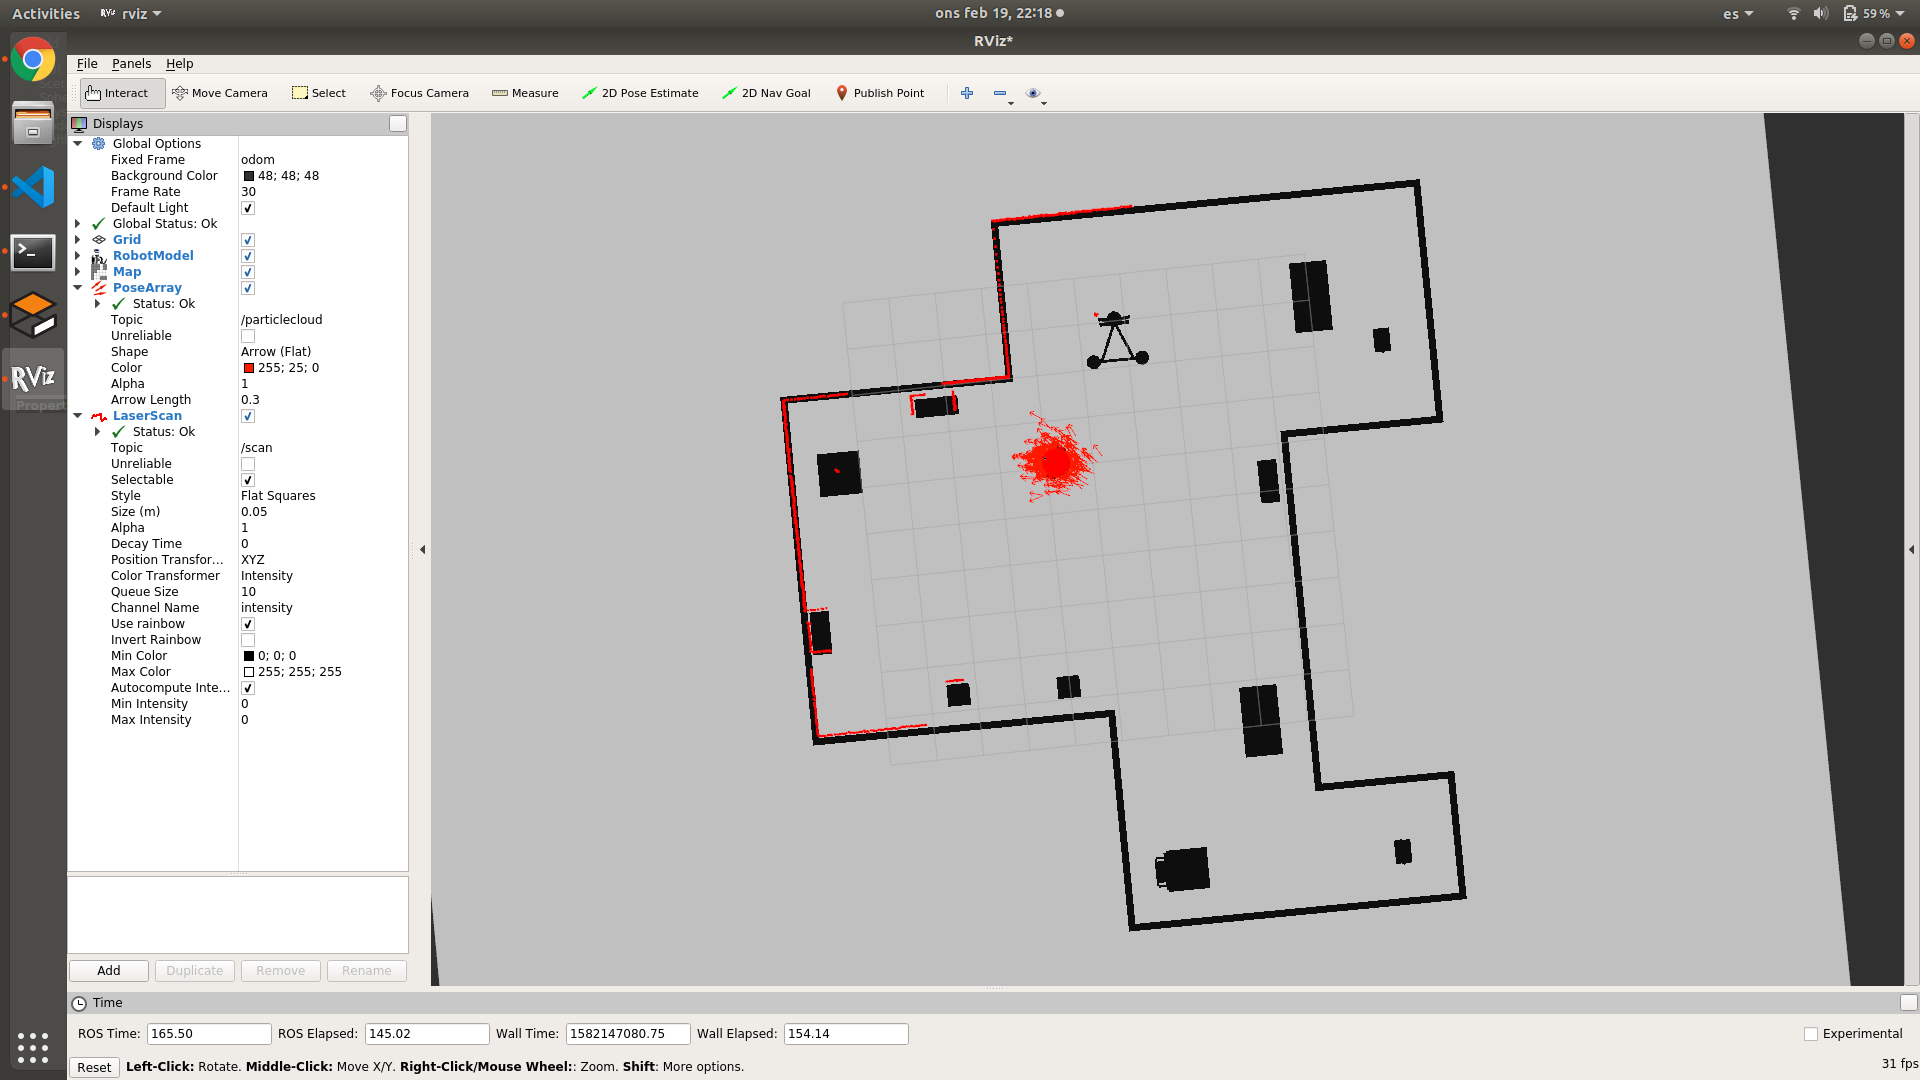 Activities
rviz
ons feb 19, 22:18
es
59 %
RViz*
File Panels Help
Interact Move Camera Select Focus Camera Measure 2D Pose Estimate 2D Nav Goal Publish Point
Displays
Global Options
Fixed Frame odom
Background Color 48; 48; 48
Frame Rate 30
Default Light
Global Status: Ok
Grid
RobotModel
Map
PoseArray
Status: Ok
Topic /particlecloud
Unreliable
Shape Arrow (Flat)
Color 255; 25; 0
Alpha 1
Arrow Length 0.3
LaserScan
Status: Ok
Topic /scan
Unreliable
Selectable
Style Flat Squares
Size (m) 0.05
Alpha 1
Decay Time 0
Position Transfor... XYZ
Color Transformer Intensity
Queue Size 10
Channel Name intensity
Use rainbow
Invert Rainbow
Min Color 0; 0; 0
Max Color 255; 255; 255
Autocompute Inte...
Min Intensity 0
Max Intensity 0
RViz
Add Duplicate Remove Rename
Time
ROS Time: 165.50 ROS Elapsed: 145.02 Wall Time: 1582147080.75 Wall Elapsed: 154.14 Experimental
Reset Left-Click: Rotate. Middle-Click: Move X/Y. Right-Click/Mouse Wheel:: Zoom. Shift: More options. 31 fps